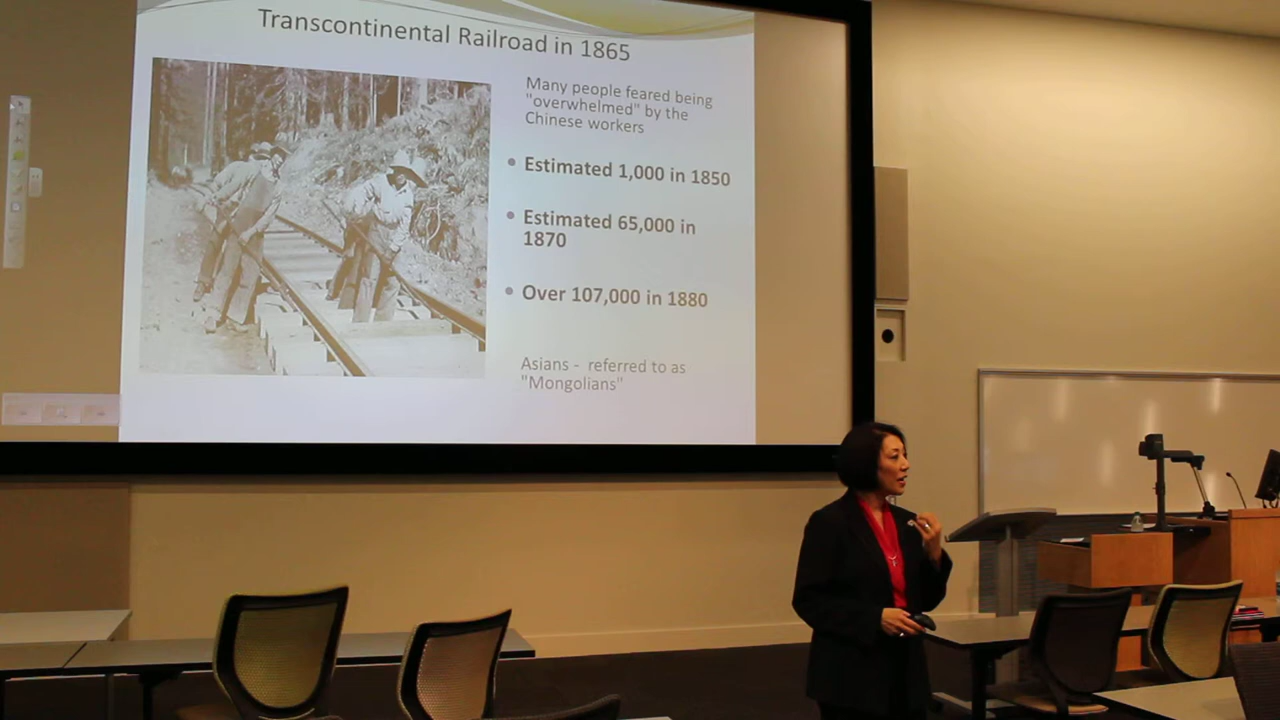 Transcontinental Railroad in 1865
Many people feared being
"overwhelmed" by the
Chinese workers
• Estimated 1,000 in 1850
• Estimated 65,000 in
1870
• Over 107,000 in 1880
Asians - referred to as
"Mongolians"